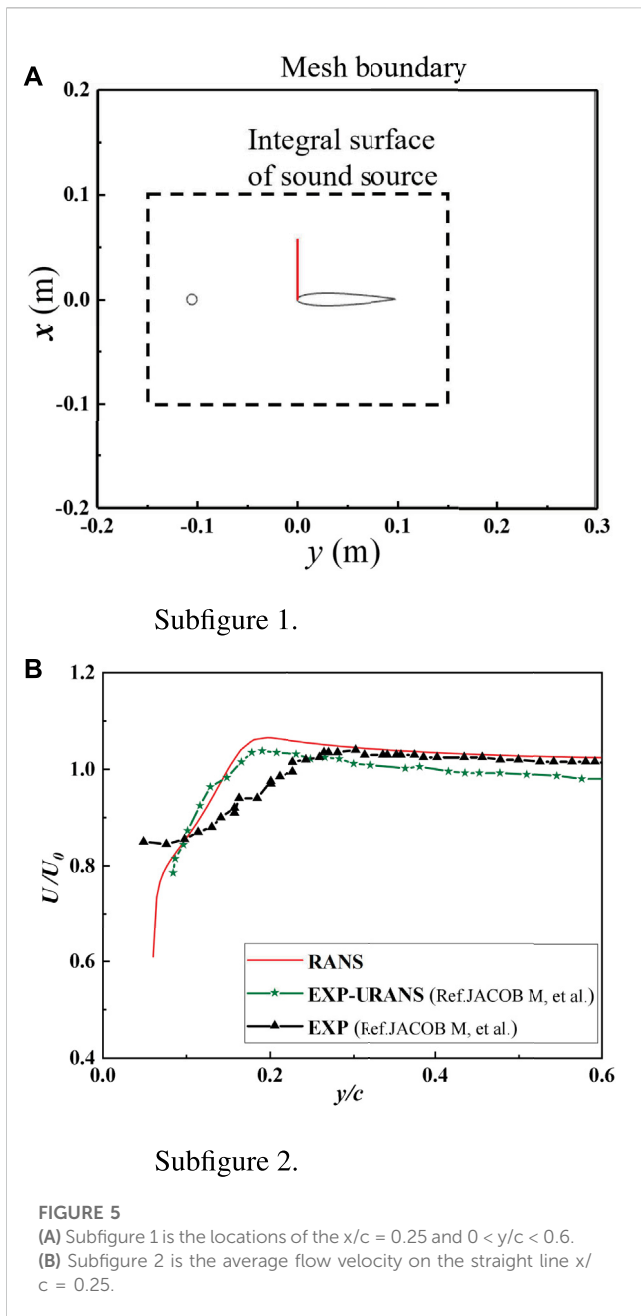 A
Mesh boundary
0.2
Integral surface
of sound source
0.1
x (m)
0.0
-0.1
-0.2
-0.2 -0.1 0.0 0.1 0.2 0.3
y (m)
Subfigure 1.
B
1.2
1.0
0.8
U/U0
0.6
RANS
EXP-URANS (Ref.JACOB M, et al.)
EXP (Ref.JACOB M, et al.)
0.4
0.0 0.2 0.4 0.6
y/c
Subfigure 2.
FIGURE 5
(A) Subfigure 1 is the locations of the x/c = 0.25 and 0 < y/c < 0.6.
(B) Subfigure 2 is the average flow velocity on the straight line x/
c = 0.25.